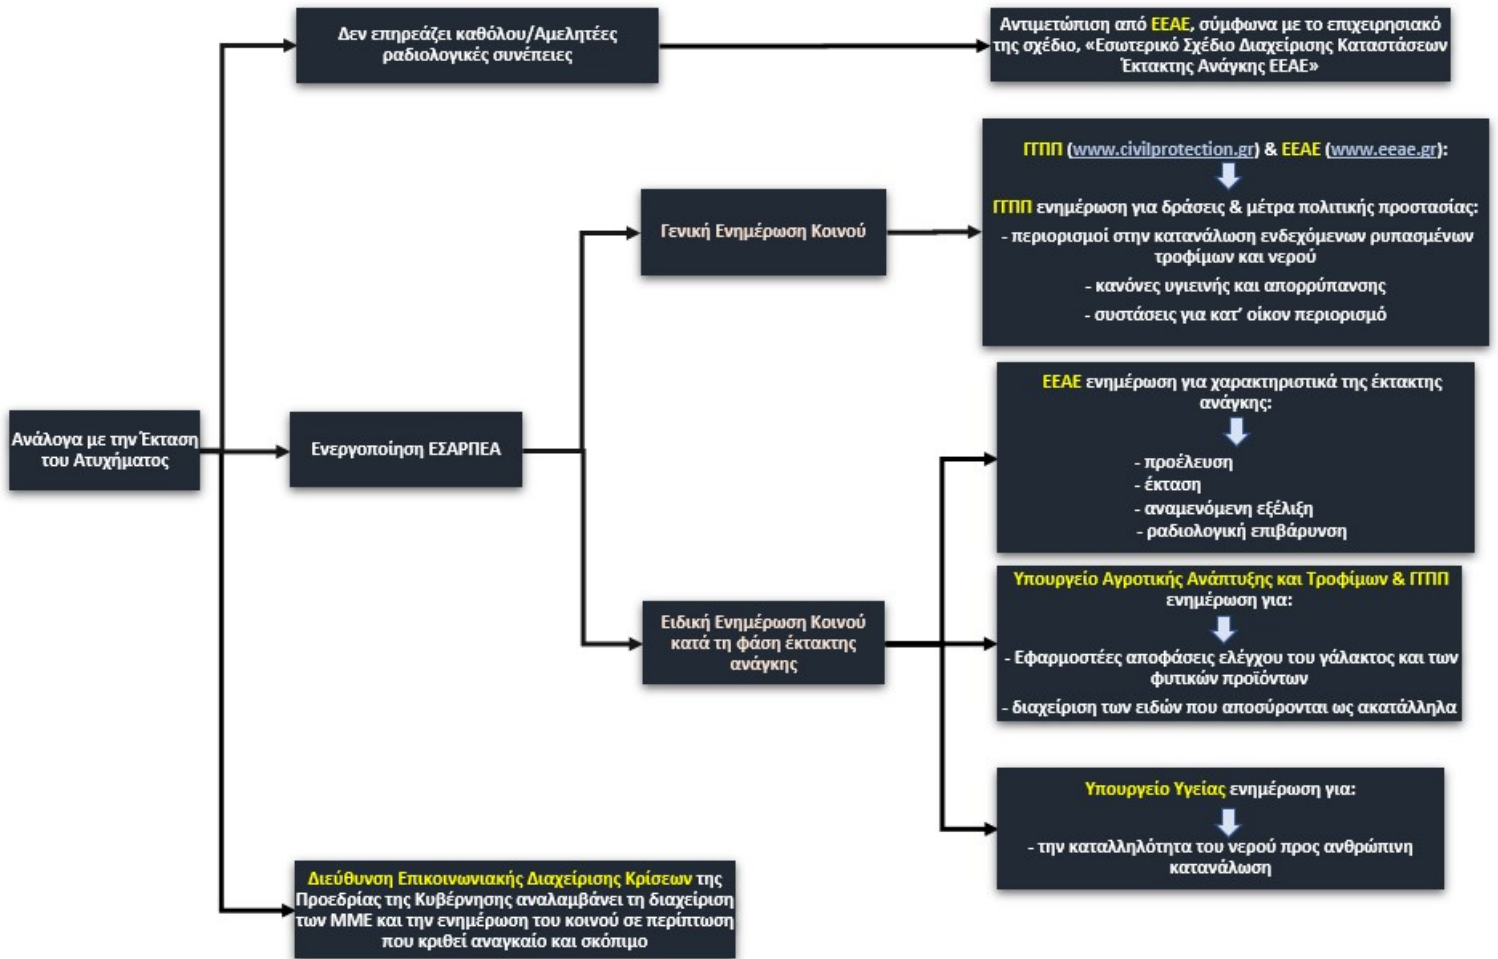 Δεν επηρεάζει καθόλου/Αμελητέες
ραδιολογικές συνέπειες
Αντιμετώπιση από ΕΕΑΕ, σύμφωνα με το επιχειρησιακό
της σχέδιο, «Εσωτερικό Σχέδιο Διαχείρισης Καταστάσεων
Έκτακτης Ανάγκης ΕΕΑΕ»
ΓΓΠΠ (www.civilprotection.gr) & ΕΕΑΕ (www.eeae.gr):
ΓΓΠΠ ενημέρωση για δράσεις & μέτρα πολιτικής προστασίας:
- περιορισμοί στην κατανάλωση ενδεχόμενων ρυπασμένων
τροφίμων και νερού
- κανόνες υγιεινής και απορρύπανσης
- συστάσεις για κατ’ οίκον περιορισμό
Γενική Ενημέρωση Κοινού
ΕΕΑΕ ενημέρωση για χαρακτηριστικά της έκτακτης
ανάγκης:
- προέλευση
- έκταση
- αναμενόμενη εξέλιξη
- ραδιολογική επιβάρυνση
Ανάλογα με την Έκταση
του Ατυχήματος
Ενεργοποίηση ΕΣΑΡΠΕΑ
Υπουργείο Αγροτικής Ανάπτυξης και Τροφίμων & ΓΓΠΠ
ενημέρωση για:
- Εφαρμοστέες αποφάσεις ελέγχου του γάλακτος και των
φυτικών προϊόντων
- διαχείριση των ειδών που αποσύρονται ως ακατάλληλα
Ειδική Ενημέρωση Κοινού
κατά τη φάση έκτακτης
ανάγκης
Υπουργείο Υγείας ενημέρωση για:
- την καταλληλότητα του νερού προς ανθρώπινη
κατανάλωση
Διεύθυνση Επικοινωνιακής Διαχείρισης Κρίσεων της
Προεδρίας της Κυβέρνησης αναλαμβάνει τη διαχείριση
των ΜΜΕ και την ενημέρωση του κοινού σε περίπτωση
που κριθεί αναγκαίο και σκόπιμο